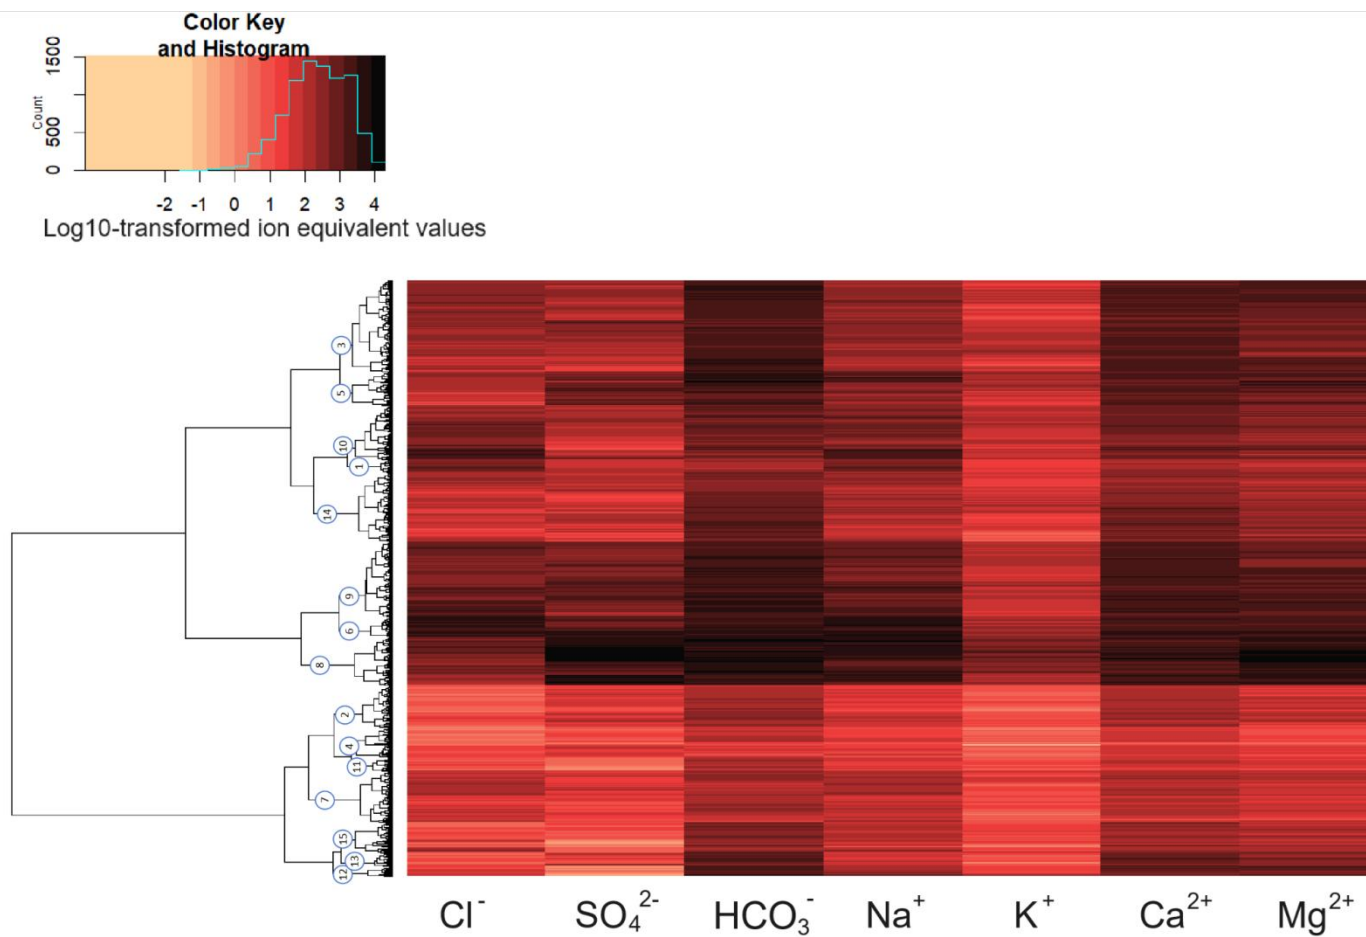 Color Key
and Histogram
Count
0 500 1500
-2 -1 0 1 2 3 4
Log10-transformed ion equivalent values
3
5
10
1
14
9
6
8
2
4
11
7
15
13
12
Cl⁻ SO₄²⁻ HCO₃⁻ Na⁺ K⁺ Ca²⁺ Mg²⁺